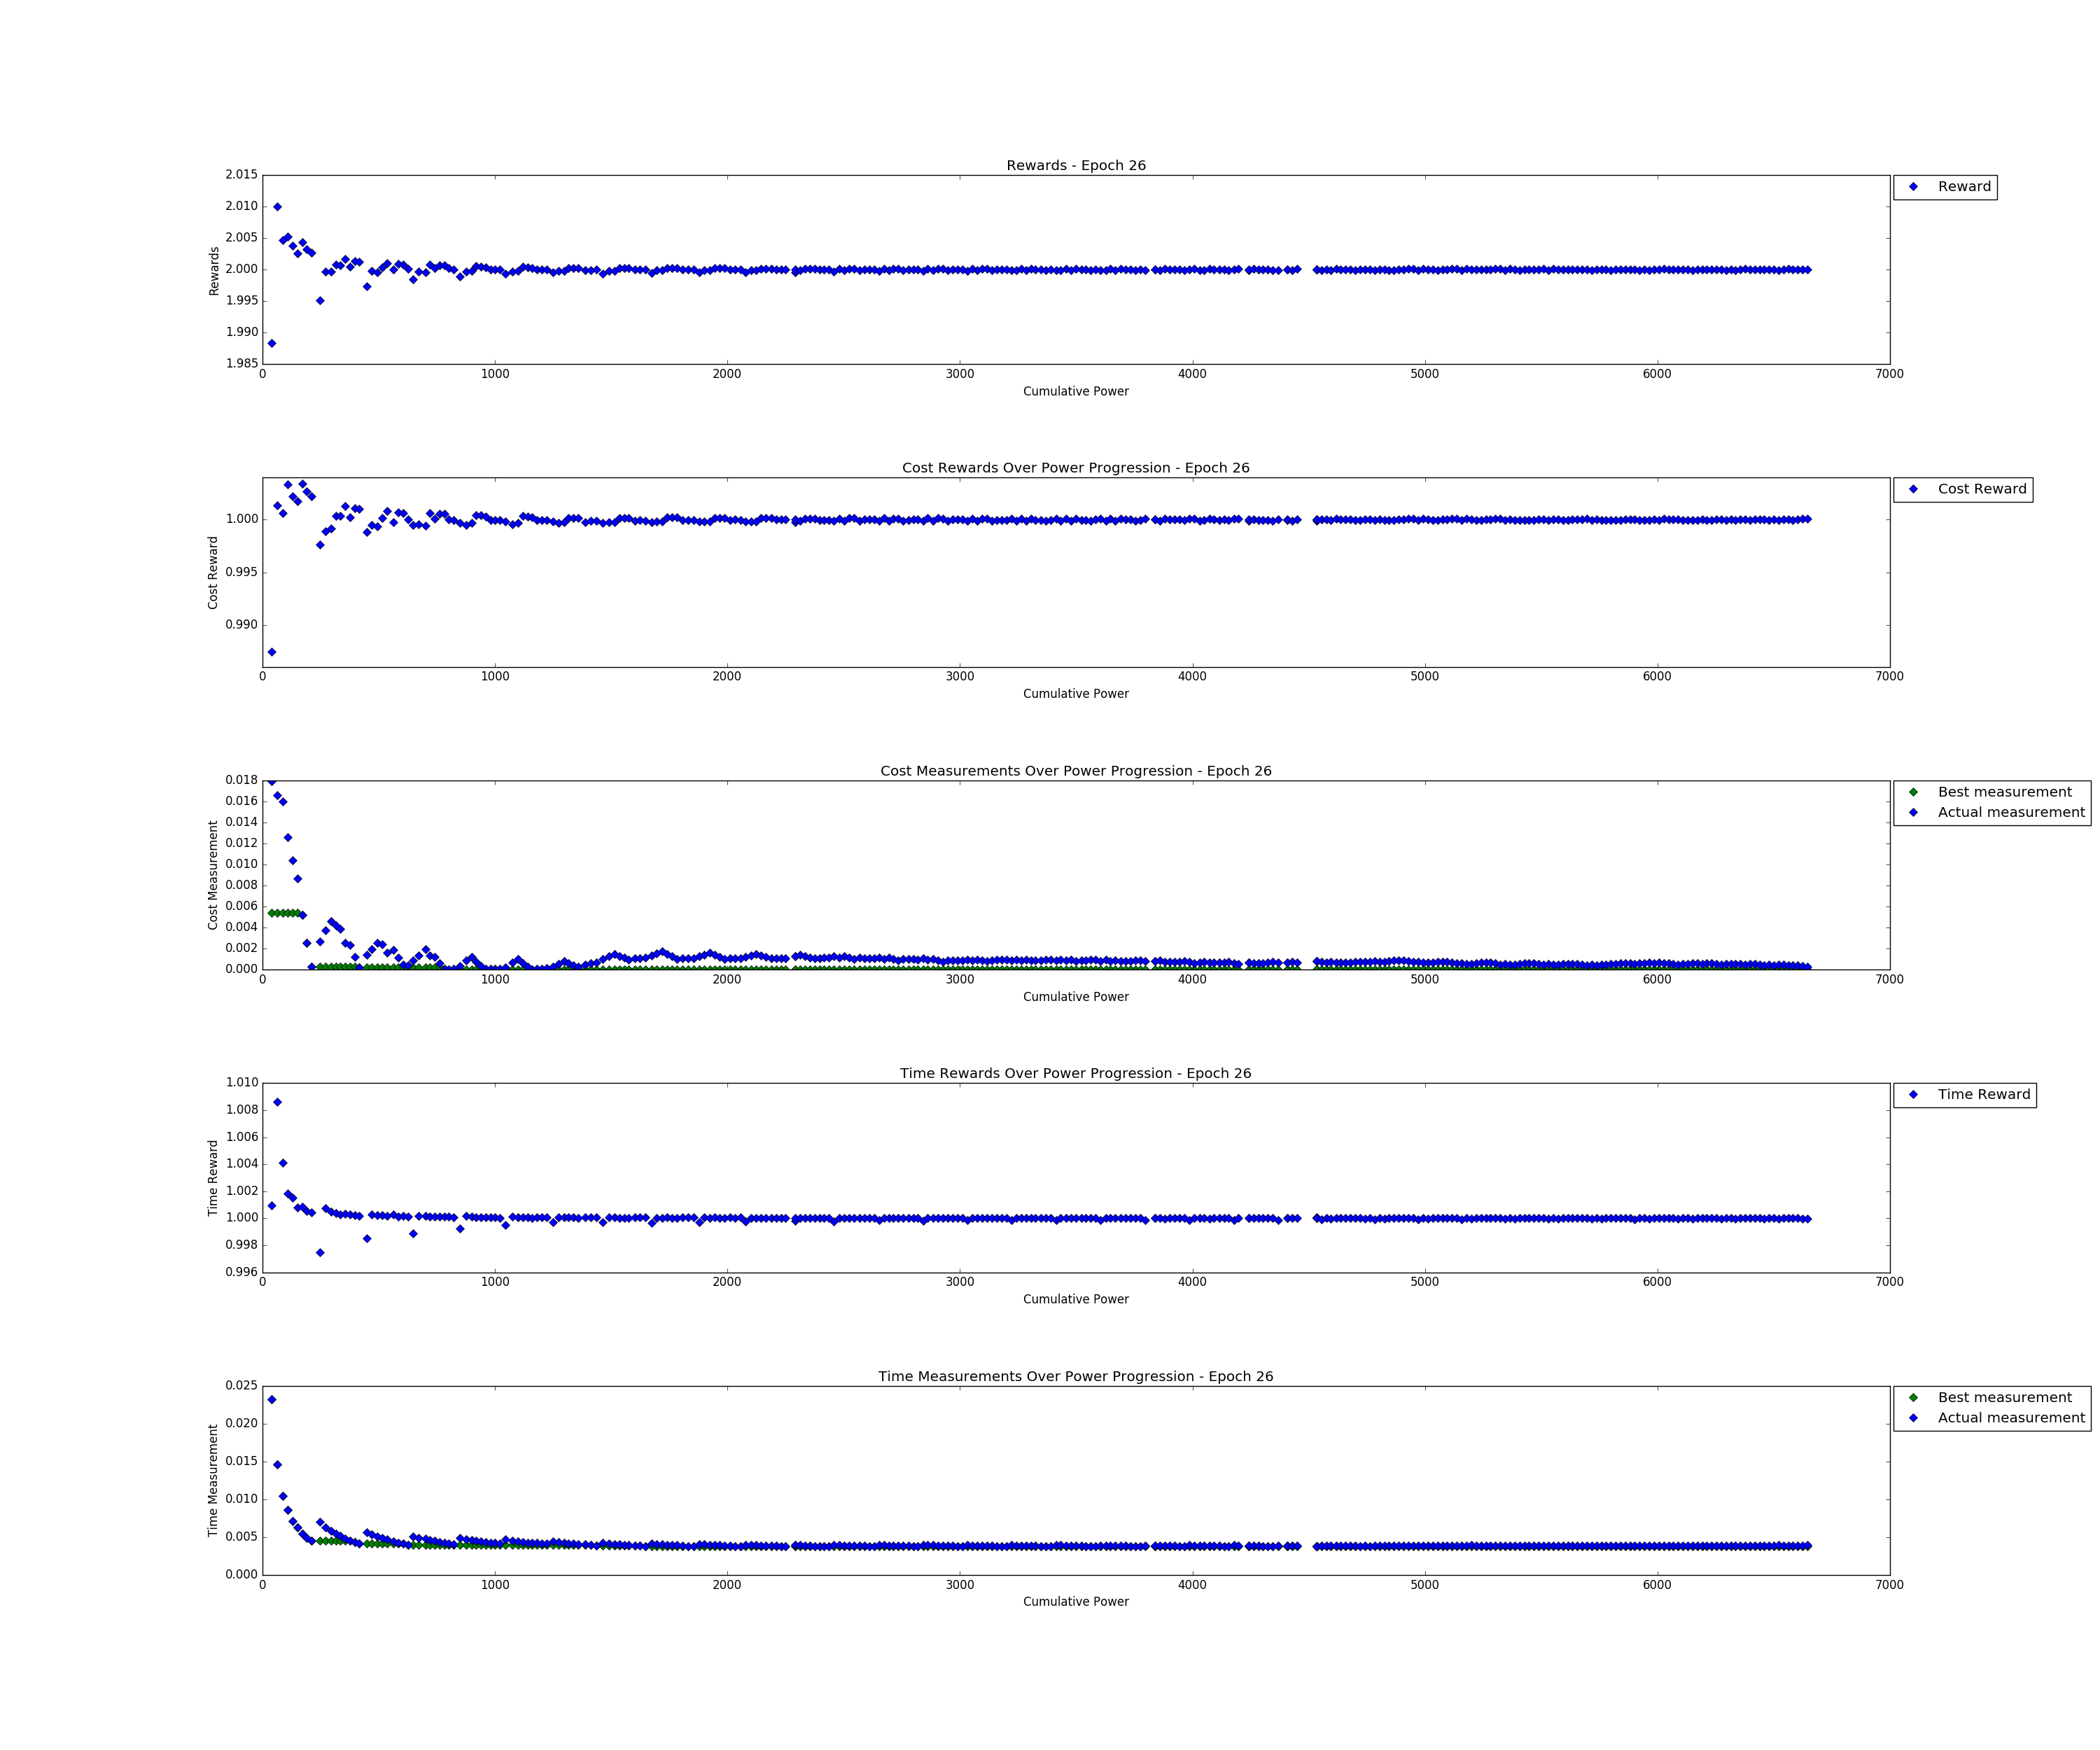 Rewards - Epoch 26
2.015
2.010
2.005
2.000
1.995
1.990
1.985
Rewards
0 1000 2000 3000 4000 5000 6000 7000
Cumulative Power
Reward
Cost Rewards Over Power Progression - Epoch 26
1.000
0.995
0.990
Cost Reward
0 1000 2000 3000 4000 5000 6000 7000
Cumulative Power
Cost Reward
Cost Measurements Over Power Progression - Epoch 26
0.018
0.016
0.014
0.012
0.010
0.008
0.006
0.004
0.002
0.000
Cost Measurement
0 1000 2000 3000 4000 5000 6000 7000
Cumulative Power
Best measurement
Actual measurement
Time Rewards Over Power Progression - Epoch 26
1.010
1.008
1.006
1.004
1.002
1.000
0.998
0.996
Time Reward
0 1000 2000 3000 4000 5000 6000 7000
Cumulative Power
Time Reward
Time Measurements Over Power Progression - Epoch 26
0.025
0.020
0.015
0.010
0.005
0.000
Time Measurement
0 1000 2000 3000 4000 5000 6000 7000
Cumulative Power
Best measurement
Actual measurement